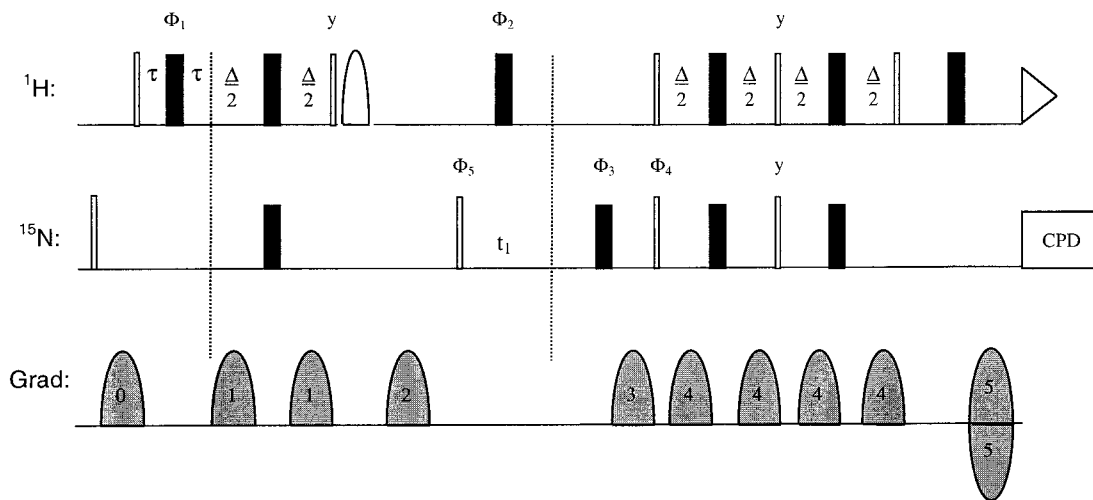 Φ₁ y Φ₂ y
¹H: τ τ Δ/2 Δ/2 Δ/2 Δ/2 Δ/2 Δ/2
Φ₅ Φ₃ Φ₄ y
¹⁵N: t₁ CPD
Grad: 0 1 1 2 3 4 4 4 4 5
5